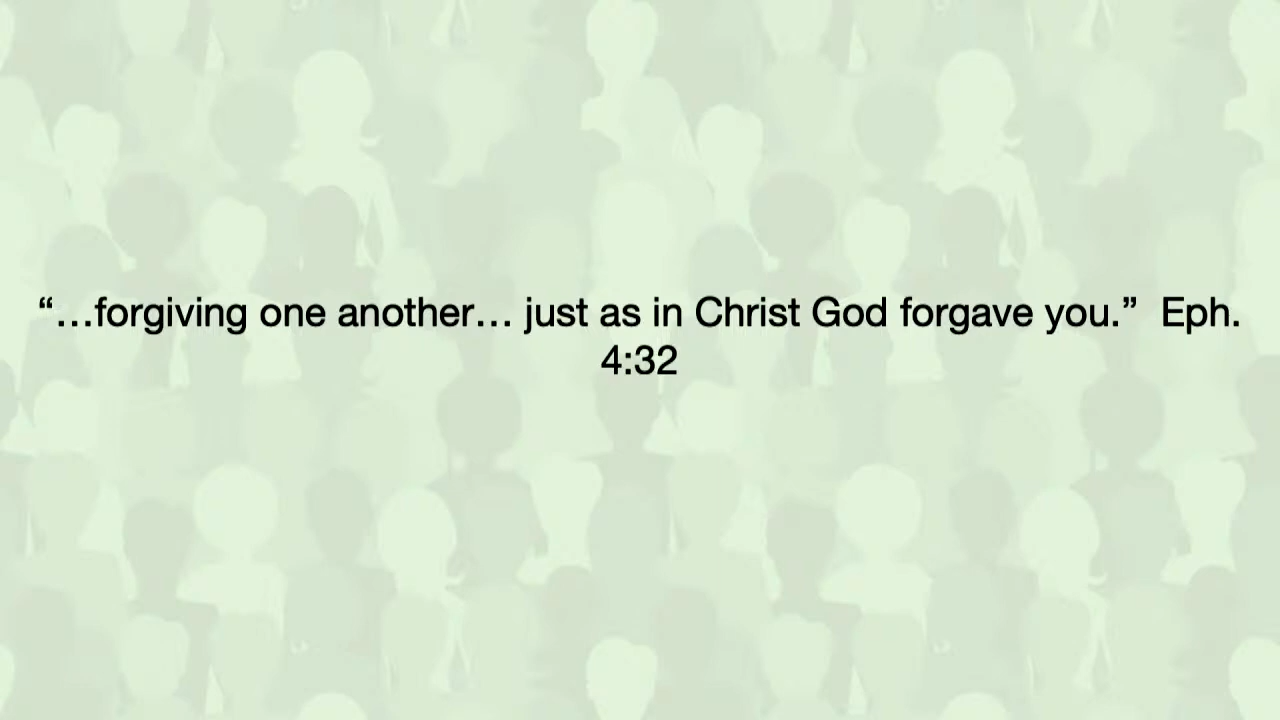 “…forgiving one another… just as in Christ God forgave you.”  Eph.
4:32